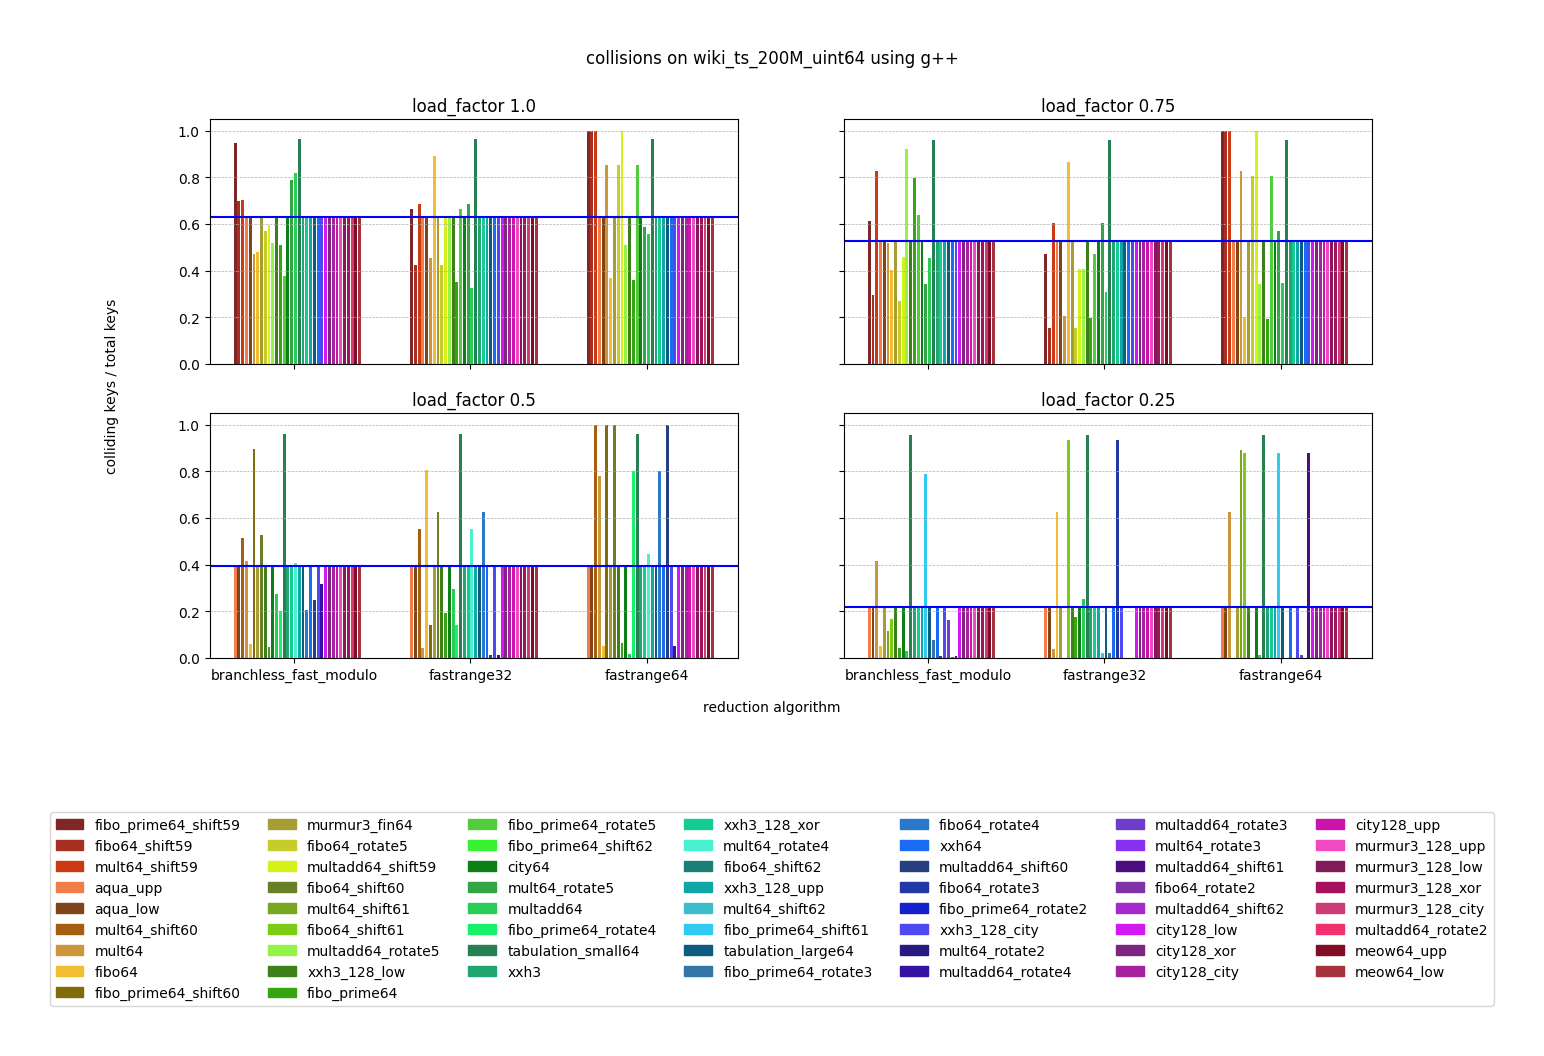 collisions on wiki_ts_200M_uint64 using g++
load_factor 1.0
load_factor 0.75
1.0
0.8
0.6
0.4
0.2
0.0
colliding keys / total keys
load_factor 0.5
load_factor 0.25
1.0
0.8
0.6
0.4
0.2
0.0
branchless_fast_modulo
fastrange32
fastrange64
branchless_fast_modulo
fastrange32
fastrange64
reduction algorithm
fibo_prime64_shift59
fibo64_shift59
mult64_shift59
aqua_upp
aqua_low
mult64_shift60
mult64
fibo64
fibo_prime64_shift60
murmur3_fin64
fibo64_rotate5
multadd64_shift59
fibo64_shift60
mult64_shift61
fibo64_shift61
multadd64_rotate5
xxh3_128_low
fibo_prime64
fibo_prime64_rotate5
fibo_prime64_shift62
city64
mult64_rotate5
multadd64
fibo_prime64_rotate4
tabulation_small64
xxh3
xxh3_128_xor
mult64_rotate4
fibo64_shift62
xxh3_128_upp
mult64_shift62
fibo_prime64_shift61
tabulation_large64
fibo_prime64_rotate3
fibo64_rotate4
xxh64
multadd64_shift60
fibo64_rotate3
fibo_prime64_rotate2
xxh3_128_city
mult64_rotate2
multadd64_rotate4
multadd64_rotate3
mult64_rotate3
multadd64_shift61
fibo64_rotate2
multadd64_shift62
city128_low
city128_xor
city128_city
city128_upp
murmur3_128_upp
murmur3_128_low
murmur3_128_xor
murmur3_128_city
multadd64_rotate2
meow64_upp
meow64_low